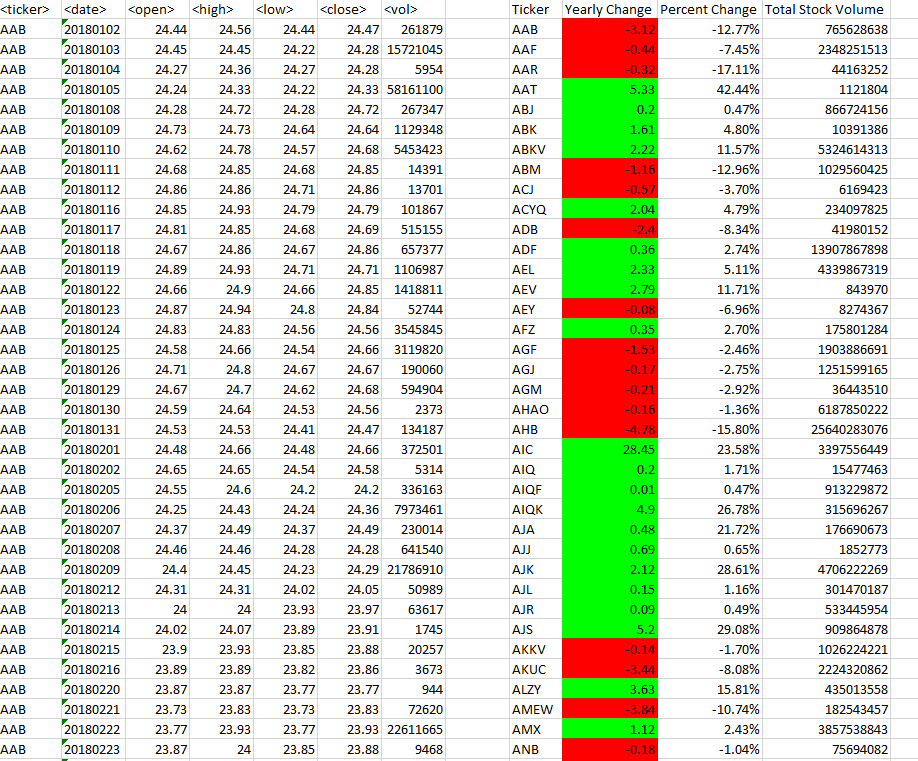 <ticker> <date> <open> <high> <low> <close> <vol> Ticker Yearly Change Percent Change Total Stock Volume
AAB 20180102 24.44 24.56 24.44 24.47 261879 AAB -3.12 -12.77% 765628638
AAB 20180103 24.45 24.45 24.22 24.28 15721045 AAF -0.44 -7.45% 2348251513
AAB 20180104 24.27 24.36 24.27 24.28 5954 AAR -0.32 -17.11% 44163252
AAB 20180105 24.24 24.33 24.22 24.33 58161100 AAT 5.33 42.44% 1121804
AAB 20180108 24.28 24.72 24.28 24.72 267347 ABJ 0.2 0.47% 866724156
AAB 20180109 24.73 24.73 24.64 24.64 1129348 ABK 1.61 4.80% 10391386
AAB 20180110 24.62 24.78 24.57 24.68 5453423 ABKV 2.22 11.57% 5324614313
AAB 20180111 24.68 24.85 24.68 24.85 14391 ABM -1.16 -12.96% 1029560425
AAB 20180112 24.86 24.86 24.71 24.86 13701 ACJ -0.57 -3.70% 6169423
AAB 20180116 24.85 24.93 24.79 24.79 101867 ACYQ 2.04 4.79% 234097825
AAB 20180117 24.81 24.85 24.68 24.69 515155 ADB -2.4 -8.34% 41980152
AAB 20180118 24.67 24.86 24.67 24.86 657377 ADF 0.36 2.74% 13907867898
AAB 20180119 24.89 24.93 24.71 24.71 1106987 AEL 2.33 5.11% 4339867319
AAB 20180122 24.66 24.9 24.66 24.85 1418811 AEV 2.79 11.71% 843970
AAB 20180123 24.87 24.94 24.8 24.84 52744 AEY -0.08 -6.96% 8274367
AAB 20180124 24.83 24.83 24.56 24.56 3545845 AFZ 0.35 2.70% 175801284
AAB 20180125 24.58 24.66 24.54 24.66 3119820 AGF -1.53 -2.46% 1903886691
AAB 20180126 24.71 24.8 24.67 24.67 190060 AGJ -0.17 -2.75% 1251599165
AAB 20180129 24.67 24.7 24.62 24.68 594904 AGM -0.21 -2.92% 36443510
AAB 20180130 24.59 24.64 24.53 24.56 2373 AHAO -0.16 -1.36% 6187850222
AAB 20180131 24.53 24.53 24.41 24.47 134187 AHB -4.78 -15.80% 25640283076
AAB 20180201 24.48 24.66 24.48 24.66 372501 AIC 28.45 23.58% 3397556449
AAB 20180202 24.65 24.65 24.54 24.58 5314 AIQ 0.2 1.71% 15477463
AAB 20180205 24.55 24.6 24.2 24.2 336163 AIQF 0.01 0.47% 913229872
AAB 20180206 24.25 24.43 24.24 24.36 7973461 AIQK 4.9 26.78% 315696267
AAB 20180207 24.37 24.49 24.37 24.49 230014 AJA 0.48 21.72% 176690673
AAB 20180208 24.46 24.46 24.28 24.28 641540 AJJ 0.69 0.65% 1852773
AAB 20180209 24.4 24.45 24.23 24.29 21786910 AJK 2.12 28.61% 4706222269
AAB 20180212 24.31 24.31 24.02 24.05 50989 AJL 0.15 1.16% 301470187
AAB 20180213 24 24 23.93 23.97 63617 AJR 0.09 0.49% 533445954
AAB 20180214 24.02 24.07 23.89 23.91 1745 AJS 5.2 29.08% 909864878
AAB 20180215 23.9 23.93 23.85 23.88 20257 AKKV -0.14 -1.70% 1026224221
AAB 20180216 23.89 23.89 23.82 23.86 3673 AKUC -3.44 -8.08% 2224320862
AAB 20180220 23.87 23.87 23.77 23.77 944 ALZY 3.63 15.81% 435013558
AAB 20180221 23.73 23.83 23.73 23.83 72620 AMEW -3.84 -10.74% 182543457
AAB 20180222 23.77 23.93 23.77 23.93 22611665 AMX 1.12 2.43% 3857538843
AAB 20180223 23.87 24 23.85 23.88 9468 ANB -0.18 -1.04% 75694082